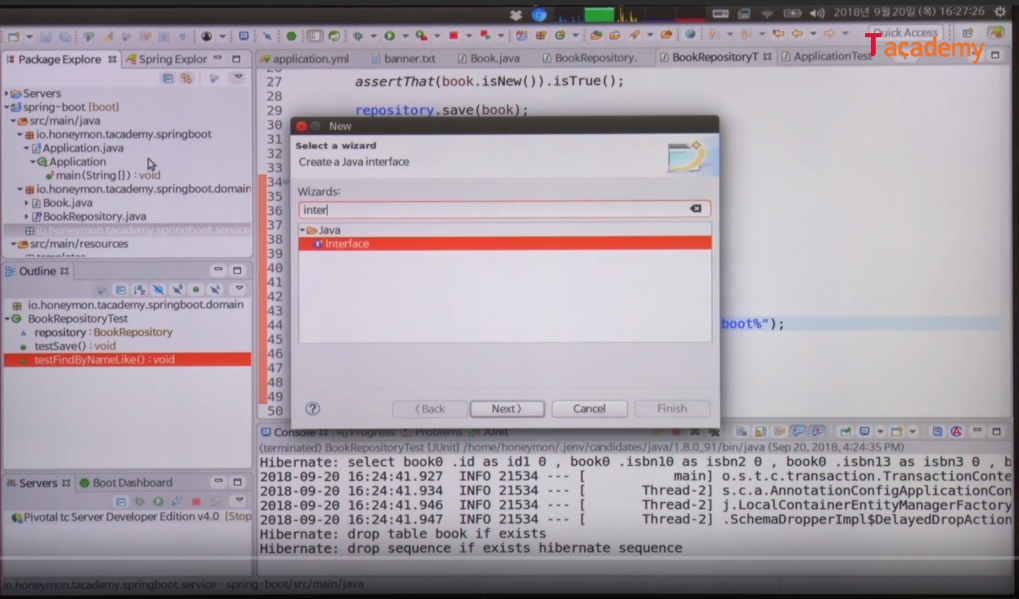 2018년 9월20일 (목) 16:27:26
Quick Access
Tacademy
Package Explore
Spring Explor
application.yml
banner.txt
Book.java
BookRepository.
BookRepositoryT
ApplicationTest
Servers
spring-boot [boot]
src/main/java
io.honeymon.tacademy.springboot
Application.java
Application
main(String[]) : void
io.honeymon.tacademy.springboot.domain
Book.java
BookRepository.java
io.honeymon.tacademy.springboot.service
src/main/resources
templates
Outline
io.honeymon.tacademy.springboot.domain
BookRepositoryTest
repository : BookRepository
testSave() : void
testFindByNameLike() : void
Servers
Boot Dashboard
Pivotal tc Server Developer Edition v4.0 [Stop
27 assertThat(book.isNew()).isTrue();
28
29 repository.save(book);
30
31
32
33
34
35
36
37
38
39
40
41
42
43
44 boot%");
45
46
47
48
49
50
New
Select a wizard
Create a Java interface
Wizards:
inter
Java
Interface
< Back
Next >
Cancel
Finish
Console
Progress
Problems
JUnit
(terminated) BookRepositoryTest [JUnit] /home/honeymon/.jenv/candidates/java/1.8.0_91/bin/java (Sep 20, 2018, 4:24:35 PM)
Hibernate: select book0_.id as id1_0_, book0_.isbn10 as isbn2_0_, book0_.isbn13 as isbn3_0_, b
2018-09-20 16:24:41.927 INFO 21534 --- [ main] o.s.t.c.transaction.TransactionConte
2018-09-20 16:24:41.934 INFO 21534 --- [ Thread-2] s.c.a.AnnotationConfigApplicationCon
2018-09-20 16:24:41.946 INFO 21534 --- [ Thread-2] j.LocalContainerEntityManagerFactory
2018-09-20 16:24:41.947 INFO 21534 --- [ Thread-2] .SchemaDropperImpl$DelayedDropAction
Hibernate: drop table book if exists
Hibernate: drop sequence if exists hibernate_sequence
io.honeymon.tacademy.springboot.service - spring-boot/src/main/java